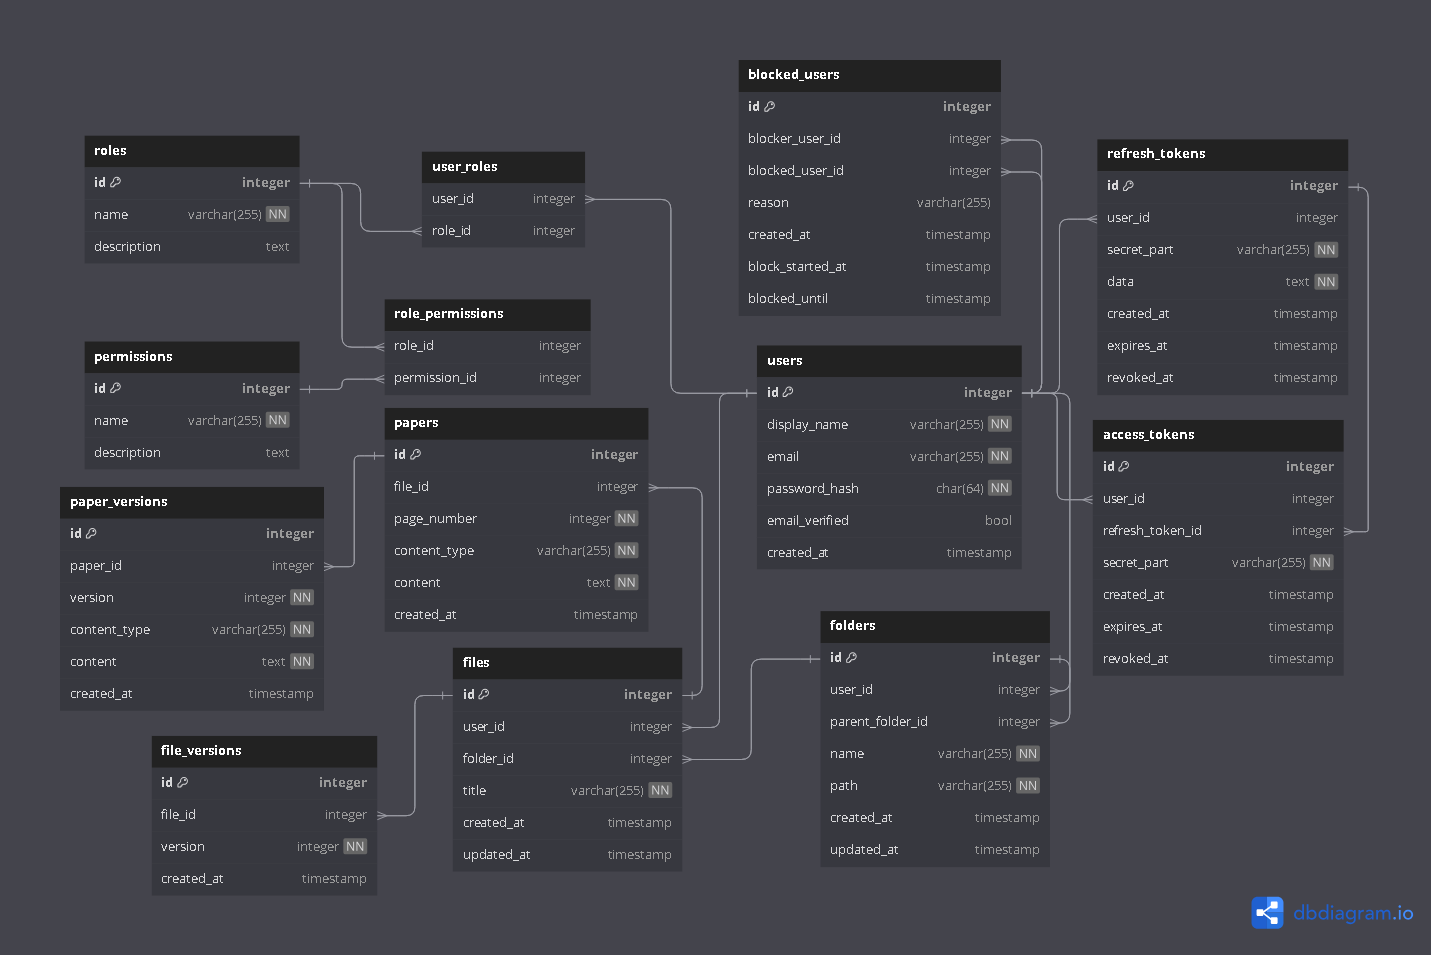 blocked_users
id integer
blocker_user_id integer
blocked_user_id integer
reason varchar(255)
created_at timestamp
block_started_at timestamp
blocked_until timestamp
roles
id integer
name varchar(255) NN
description text
user_roles
user_id integer
role_id integer
refresh_tokens
id integer
user_id integer
secret_part varchar(255) NN
data text NN
created_at timestamp
expires_at timestamp
revoked_at timestamp
role_permissions
role_id integer
permission_id integer
permissions
id integer
name varchar(255) NN
description text
users
id integer
display_name varchar(255) NN
email varchar(255) NN
password_hash char(64) NN
email_verified bool
created_at timestamp
papers
id integer
file_id integer
page_number integer NN
content_type varchar(255) NN
content text NN
created_at timestamp
access_tokens
id integer
user_id integer
refresh_token_id integer
secret_part varchar(255) NN
created_at timestamp
expires_at timestamp
revoked_at timestamp
paper_versions
id integer
paper_id integer
version integer NN
content_type varchar(255) NN
content text NN
created_at timestamp
folders
id integer
user_id integer
parent_folder_id integer
name varchar(255) NN
path varchar(255) NN
created_at timestamp
updated_at timestamp
files
id integer
user_id integer
folder_id integer
title varchar(255) NN
created_at timestamp
updated_at timestamp
file_versions
id integer
file_id integer
version integer NN
created_at timestamp
dbdiagram.io